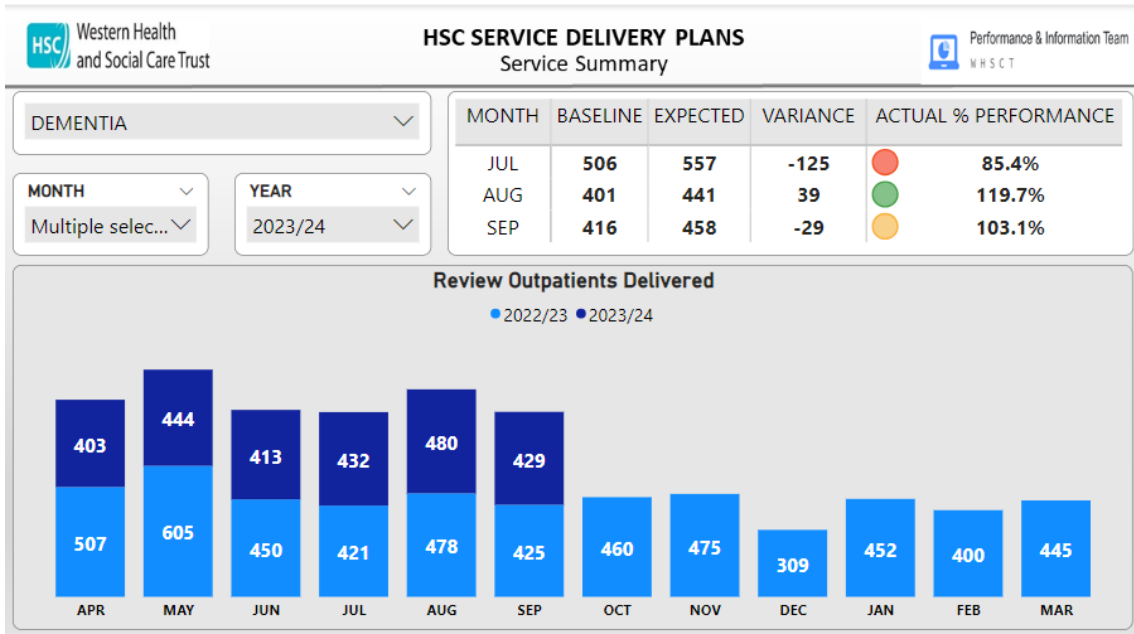 HSC
Western Health
and Social Care Trust
HSC SERVICE DELIVERY PLANS
Service Summary
Performance & Information Team
WHSCT
DEMENTIA
MONTH
Multiple selec...
YEAR
2023/24
MONTH BASELINE EXPECTED VARIANCE ACTUAL % PERFORMANCE
JUL 506 557 -125 85.4%
AUG 401 441 39 119.7%
SEP 416 458 -29 103.1%
Review Outpatients Delivered
2022/23 2023/24
403 444 413 432 480 429
507 605 450 421 478 425 460 475 309 452 400 445
APR MAY JUN JUL AUG SEP OCT NOV DEC JAN FEB MAR